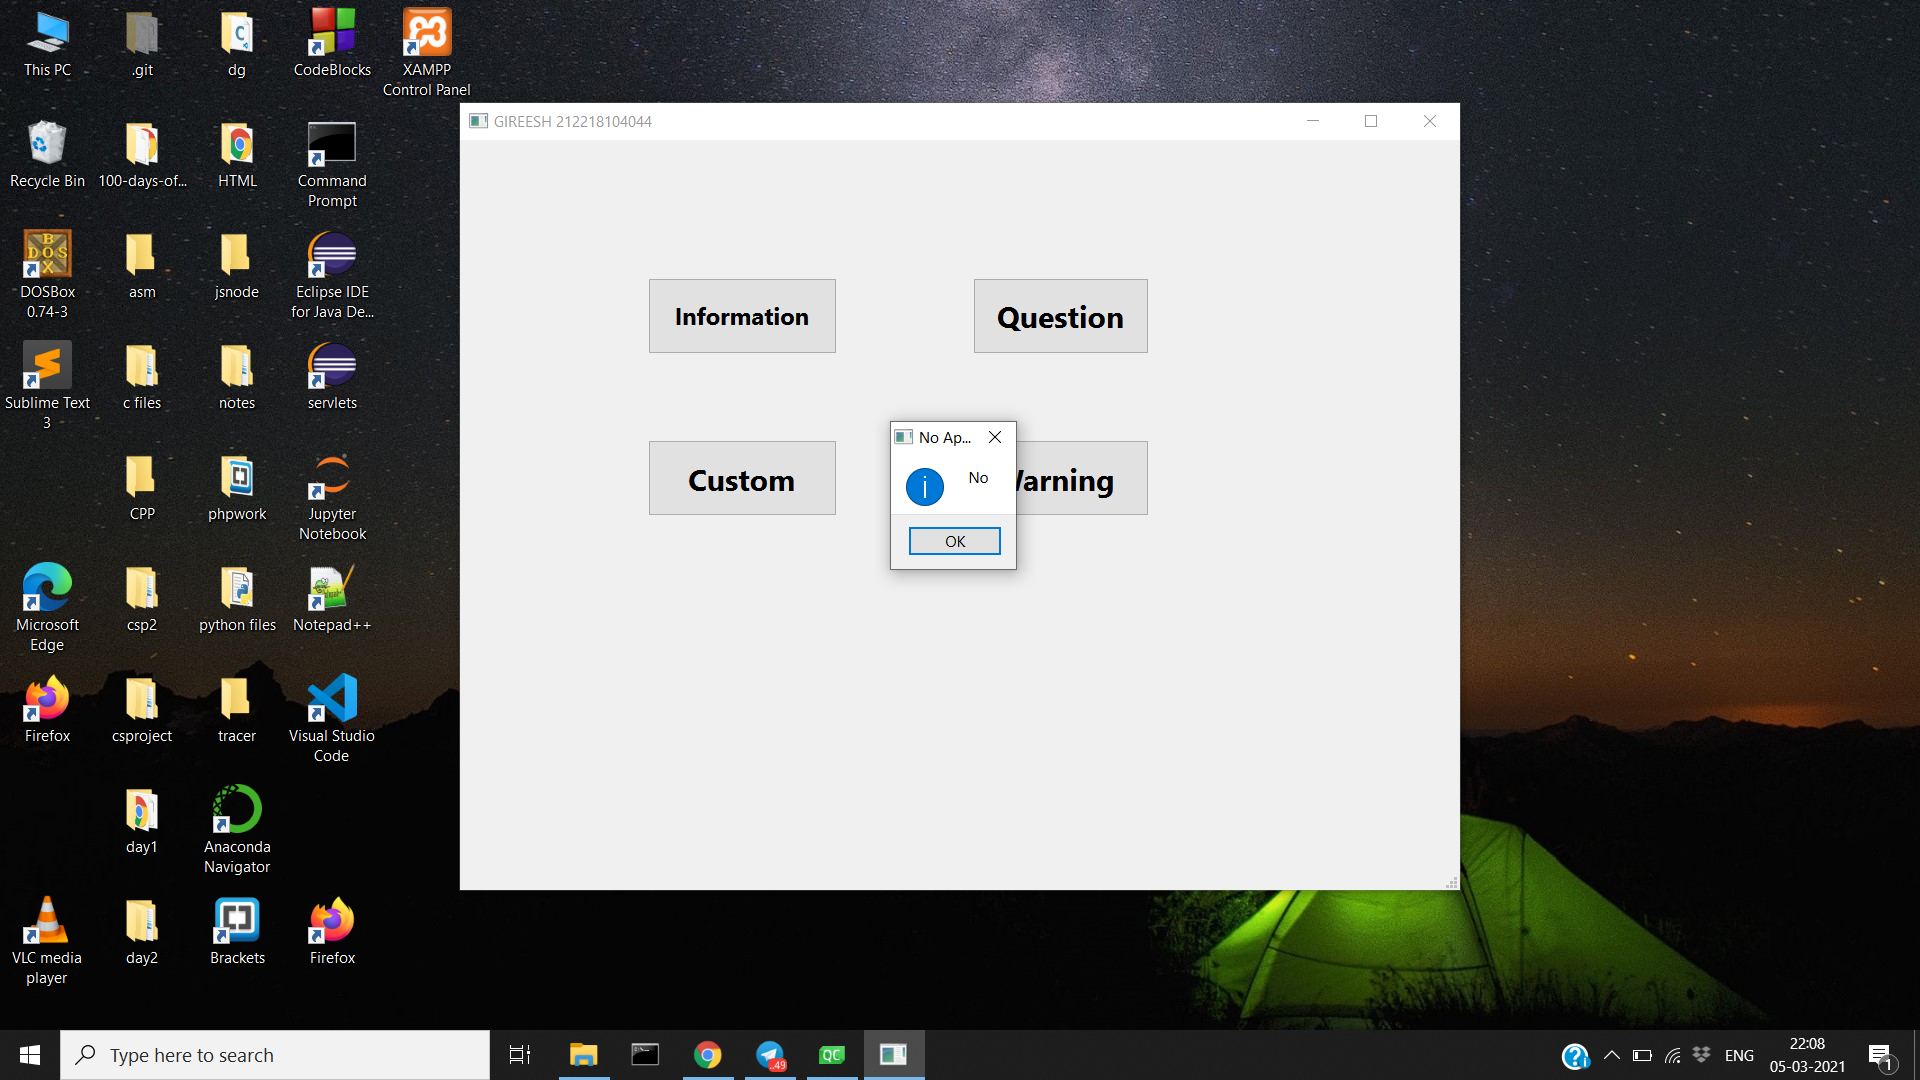 This PC
.git
dg
CodeBlocks
XAMPP
Control Panel
Recycle Bin
100-days-of...
HTML
Command
Prompt
DOSBox
0.74-3
asm
jsnode
Eclipse IDE
for Java De...
Sublime Text
3
c files
notes
servlets
CPP
phpwork
Jupyter
Notebook
Microsoft
Edge
csp2
python files
Notepad++
Firefox
csproject
tracer
Visual Studio
Code
day1
Anaconda
Navigator
VLC media
player
day2
Brackets
Firefox
GIREESH 212218104044
Information
Question
Custom
Warning
No Ap...
No
OK
Type here to search
..49
QC
ENG
22:08
05-03-2021
1